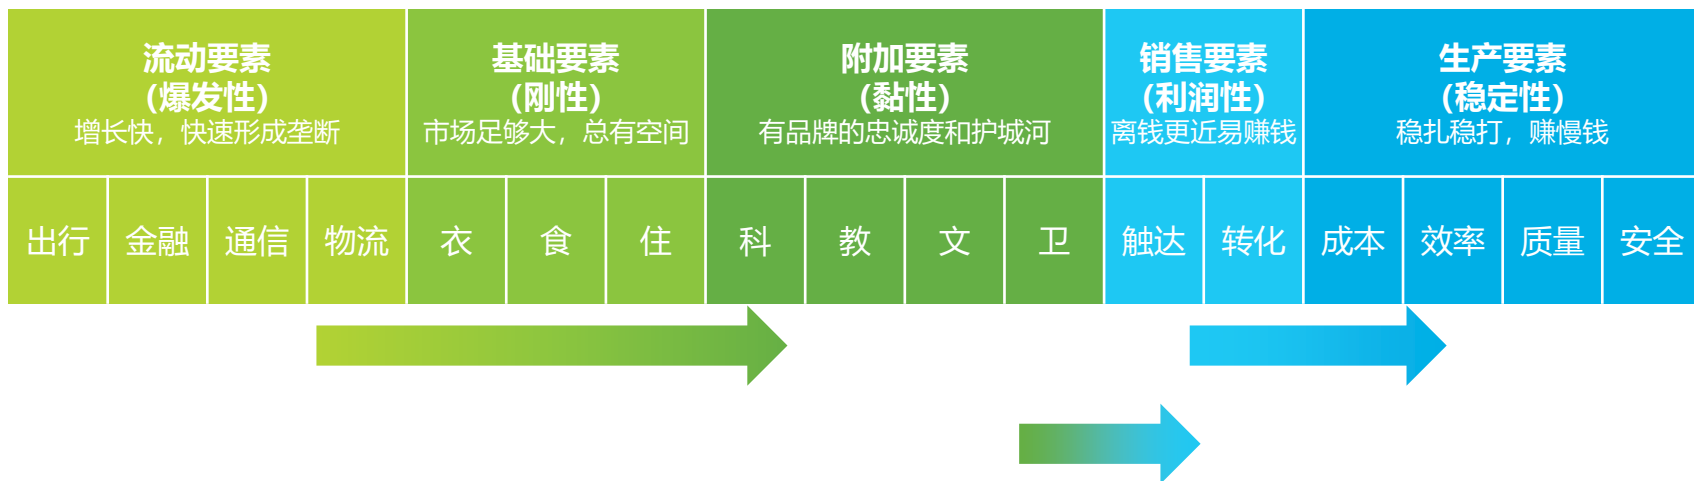 流动要素
（爆发性）
增长快，快速形成垄断
基础要素
（刚性）
市场足够大，总有空间
附加要素
（黏性）
有品牌的忠诚度和护城河
销售要素
（利润性）
离钱更近易赚钱
生产要素
（稳定性）
稳扎稳打，赚慢钱
出行
金融
通信
物流
衣
食
住
科
教
文
卫
触达
转化
成本
效率
质量
安全